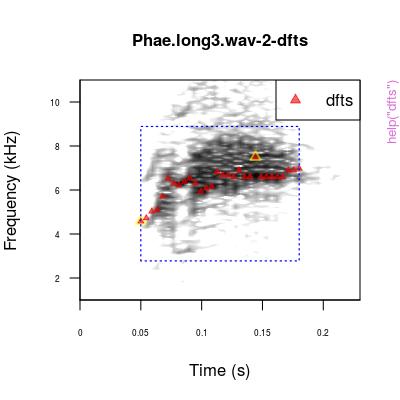 Phae.long3.wav-2-dfts
dfts
help("dfts")
Frequency (kHz)
10
8
6
4
2
0
0.05
0.1
0.15
0.2
Time (s)